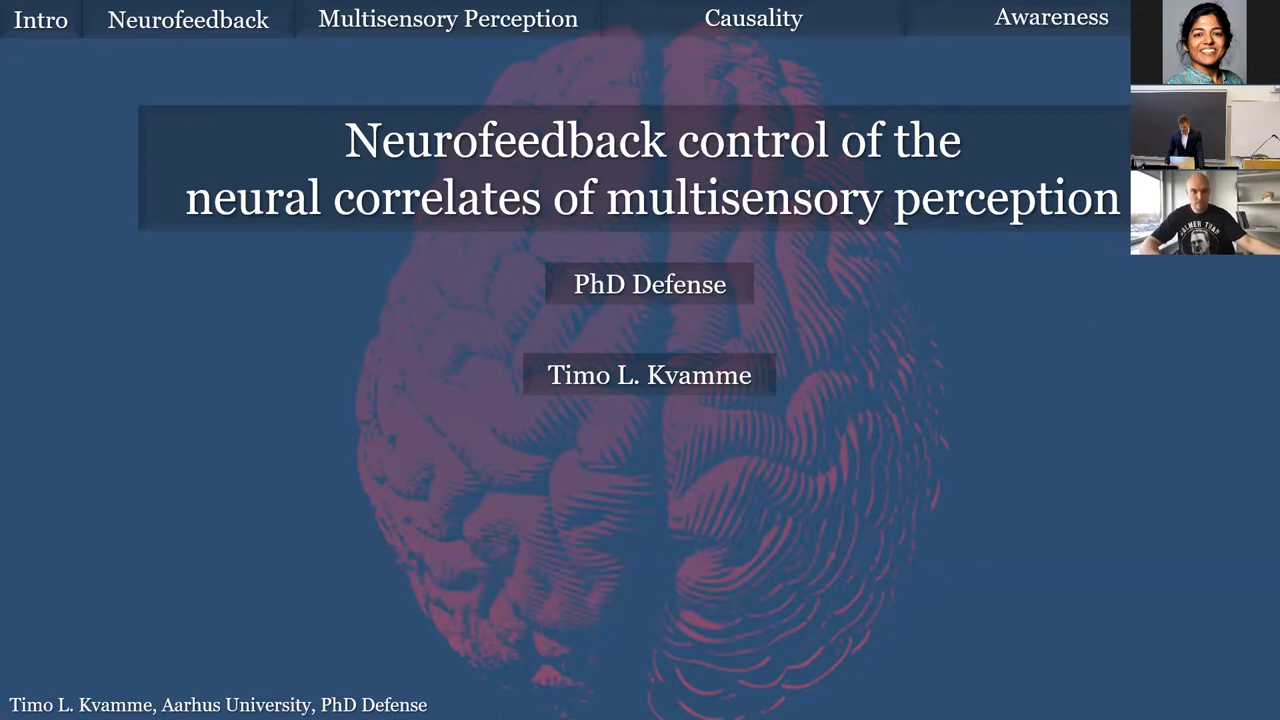 Intro
Neurofeedback
Multisensory Perception
Causality
Awareness
Neurofeedback control of the
neural correlates of multisensory perception
PhD Defense
Timo L. Kvamme
Timo L. Kvamme, Aarhus University, PhD Defense